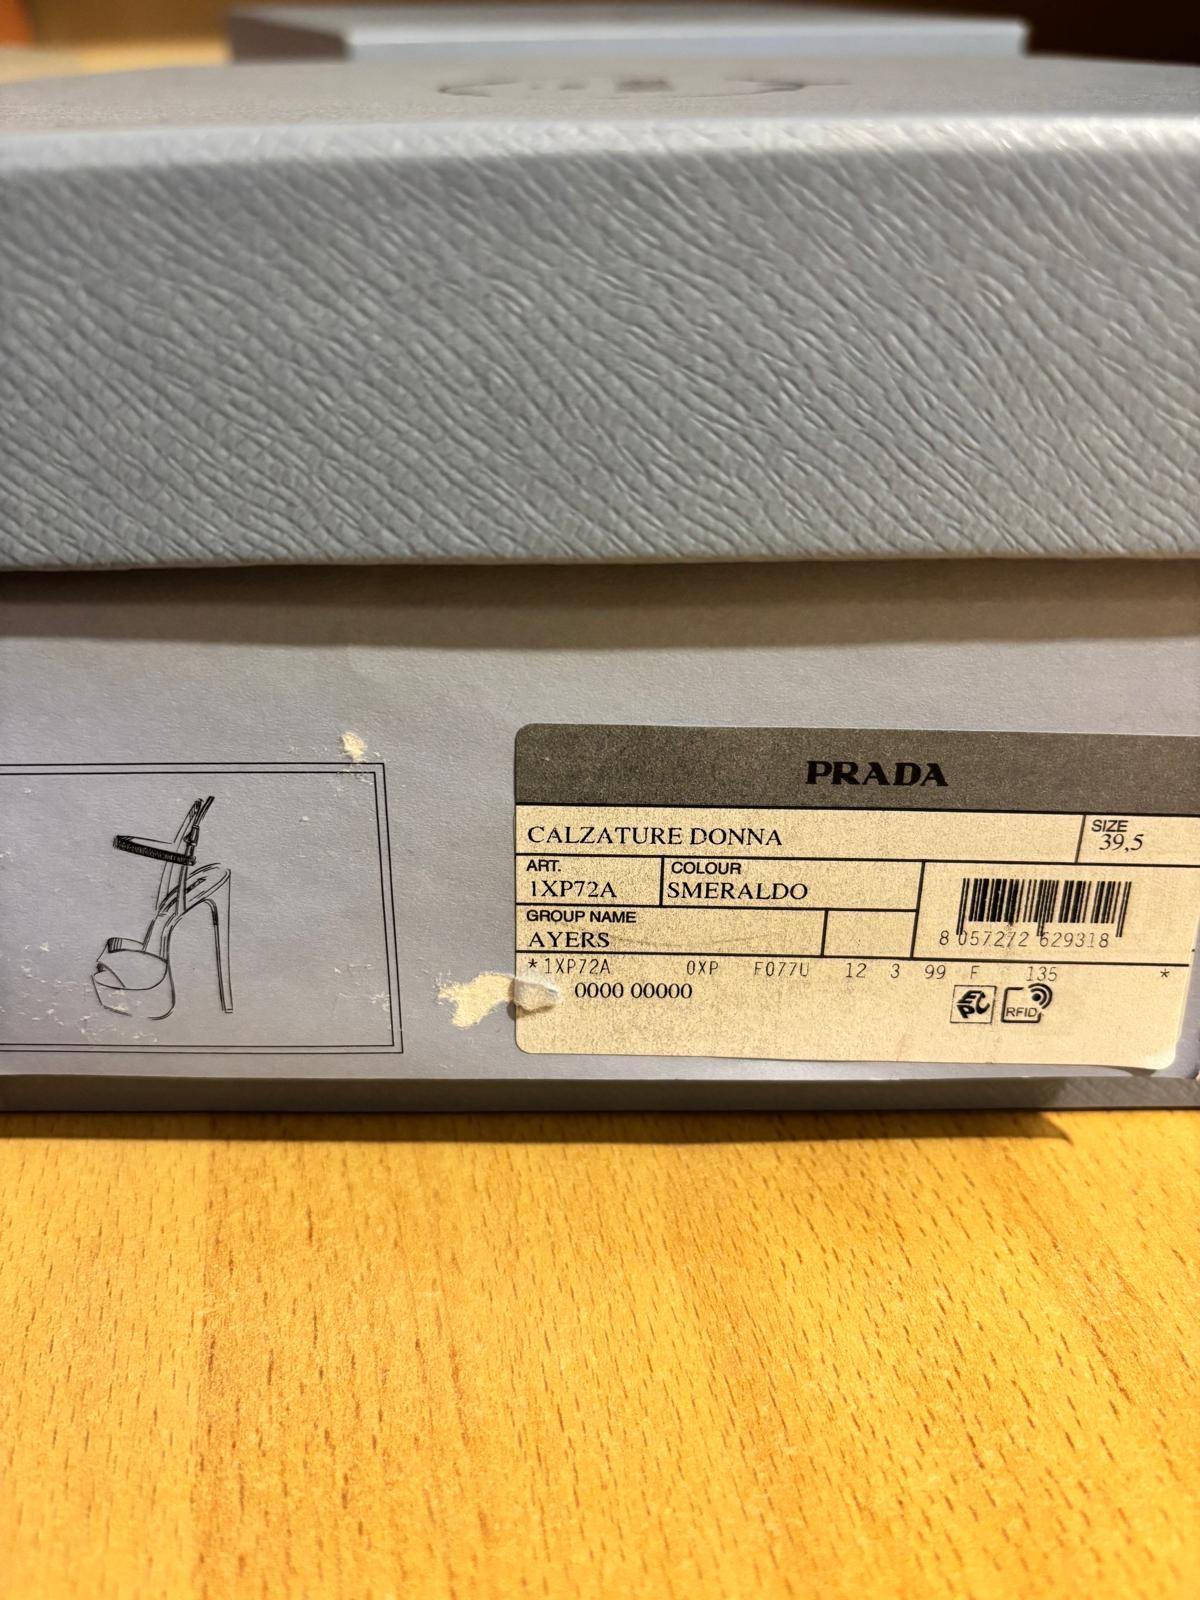 PRADA
CALZATURE DONNA
SIZE
39,5
ART.
1XP72A
COLOUR
SMERALDO
GROUP NAME
AYERS
8 057272 629318
*1XP72A 0XP F077U 12 3 99 F 135 *
0000 00000
EAC
RFID